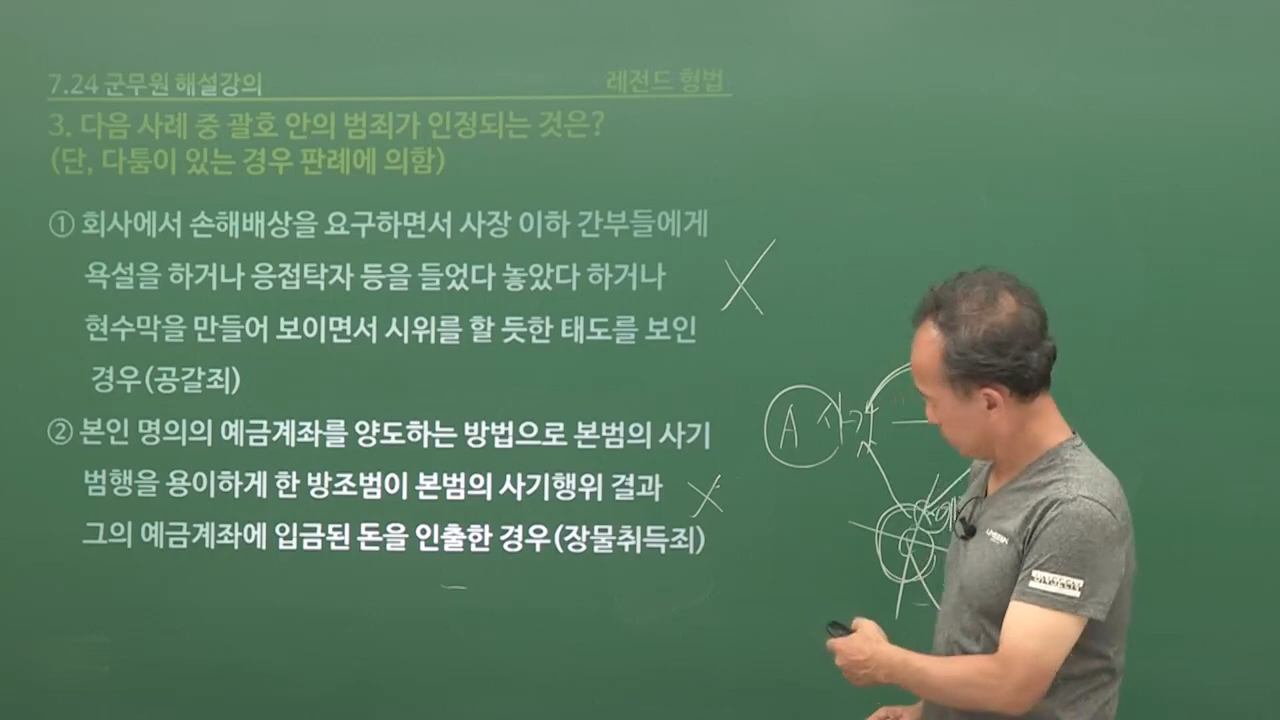 7.24 군무원 해설강의
레전드 형법
3. 다음 사례 중 괄호 안의 범죄가 인정되는 것은?
(단, 다툼이 있는 경우 판례에 의함)
① 회사에서 손해배상을 요구하면서 사장 이하 간부들에게
욕설을 하거나 응접탁자 등을 들었다 놓았다 하거나
현수막을 만들어 보이면서 시위를 할 듯한 태도를 보인
경우(공갈죄)
② 본인 명의의 예금계좌를 양도하는 방법으로 본범의 사기
범행을 용이하게 한 방조범이 본범의 사기행위 결과
그의 예금계좌에 입금된 돈을 인출한 경우(장물취득죄)
A